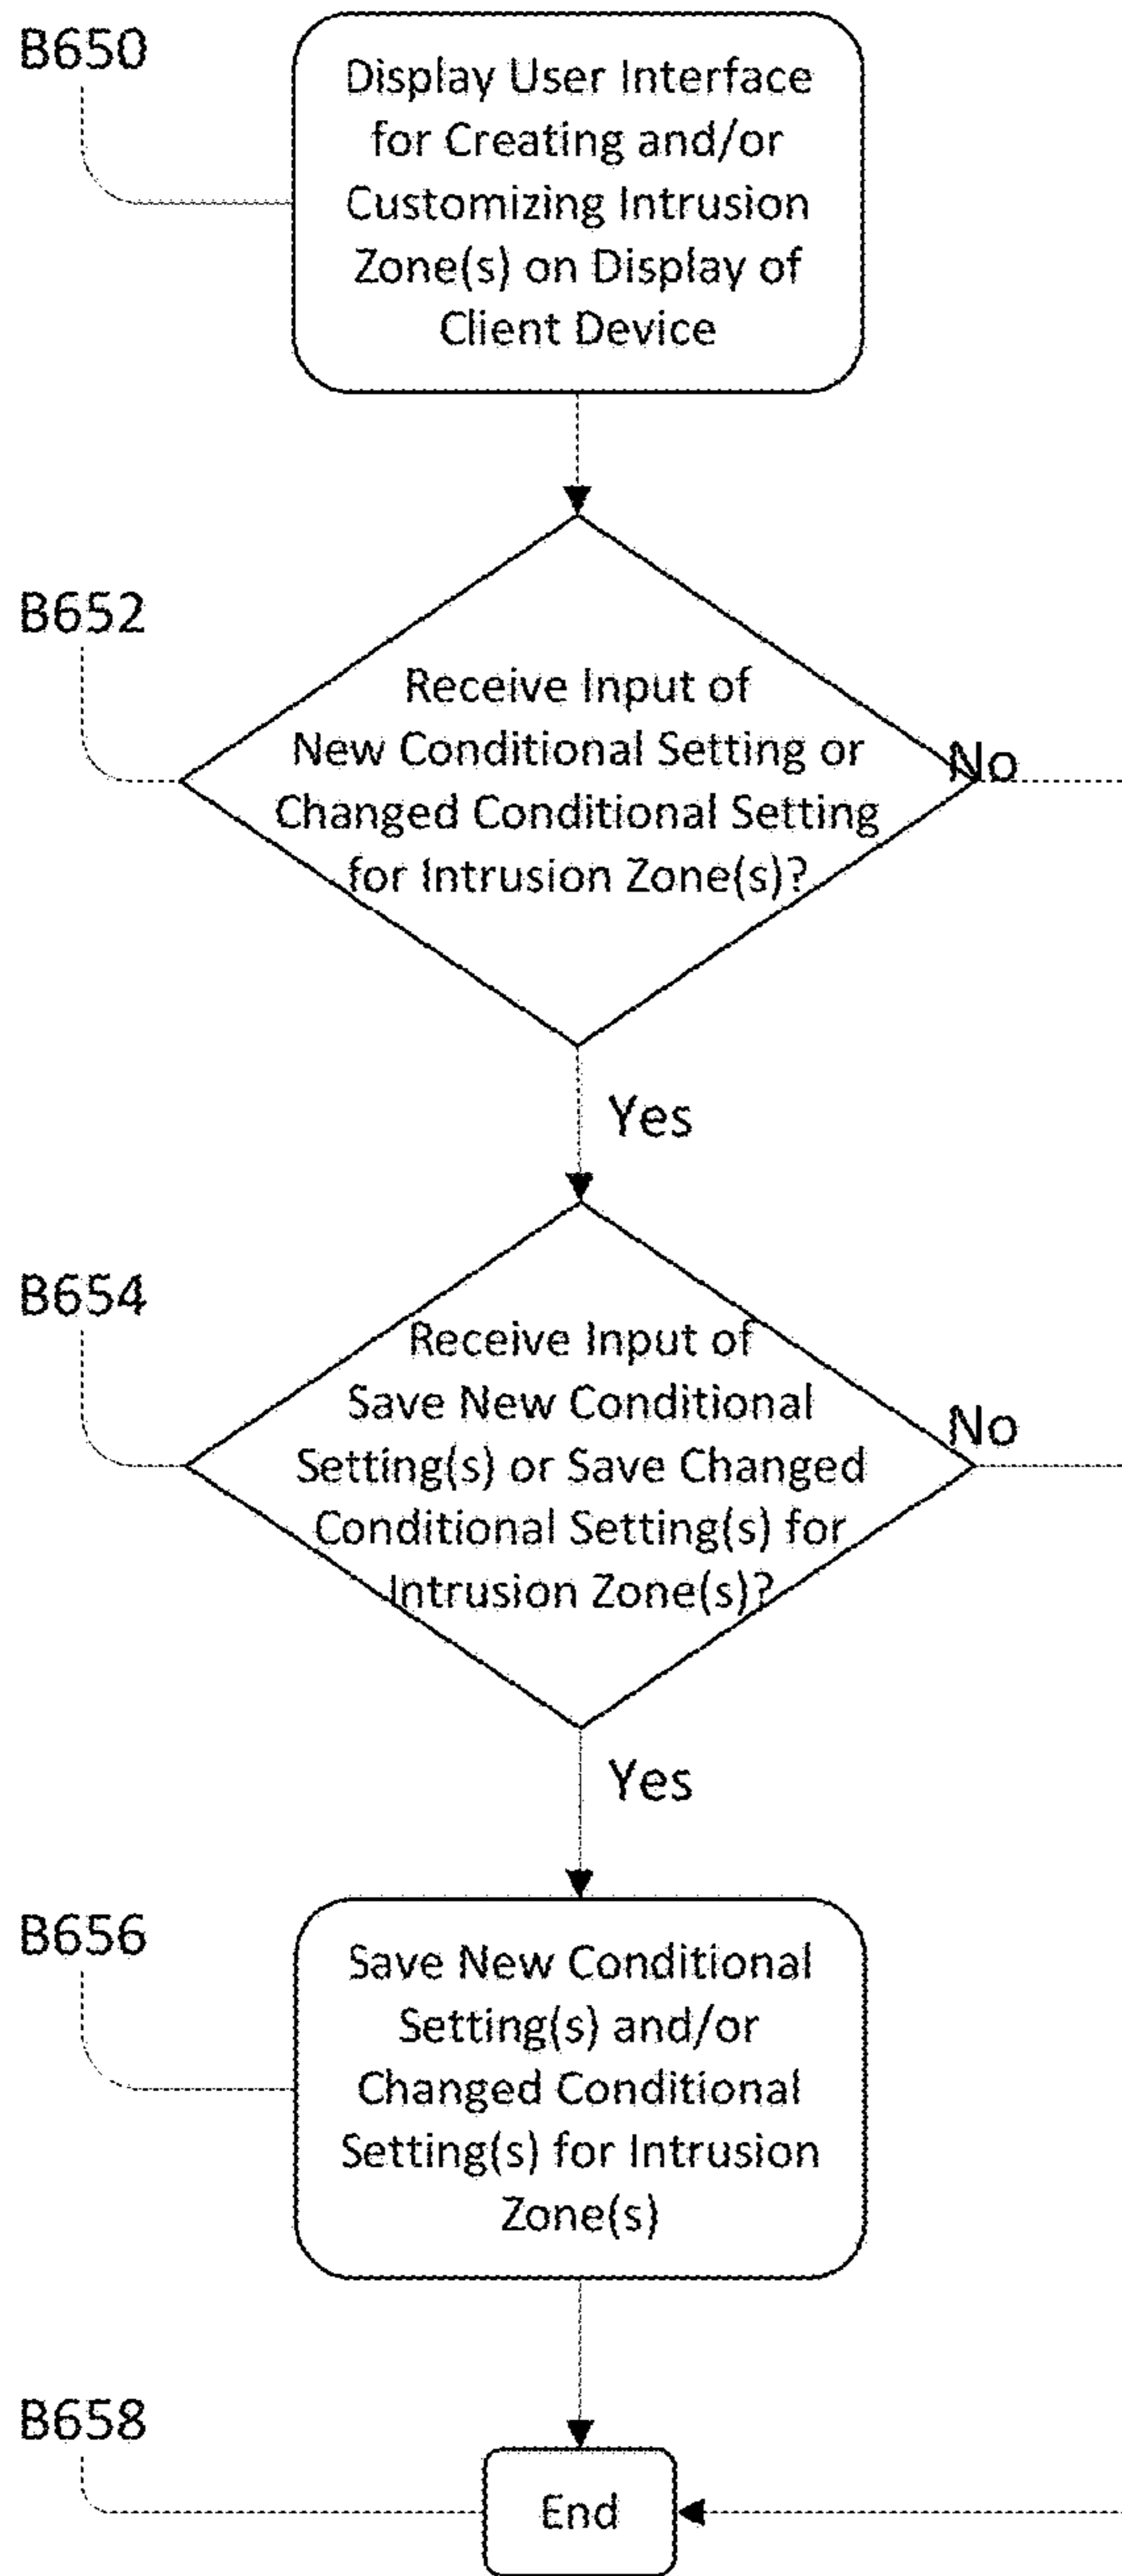 B650
Display User Interface
for Creating and/or
Customizing Intrusion
Zone(s) on Display of
Client Device
B652
Receive Input of
New Conditional Setting or
Changed Conditional Setting
for Intrusion Zone(s)?
No
Yes
B654
Receive Input of
Save New Conditional
Setting(s) or Save Changed
Conditional Setting(s) for
Intrusion Zone(s)?
No
Yes
B656
Save New Conditional
Setting(s) and/or
Changed Conditional
Setting(s) for Intrusion
Zone(s)
B658
End